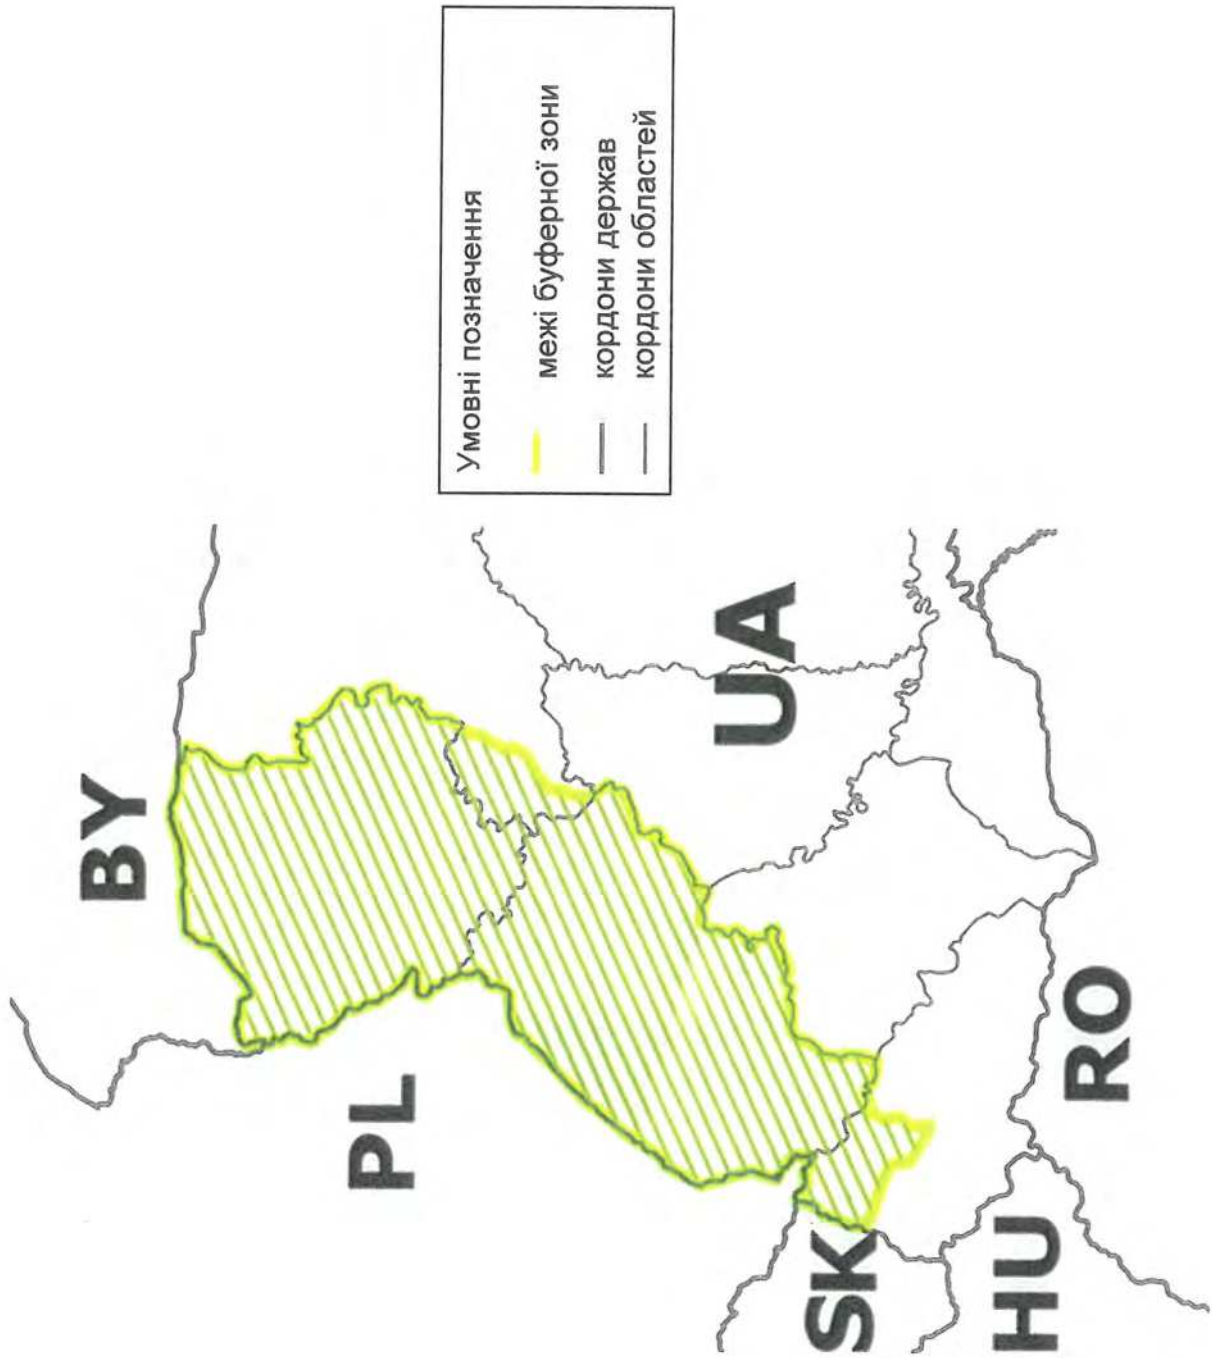 Умовні позначення
межі буферної зони
кордони держав
кордони областей
BY
PL
UA
SK
HU
RO